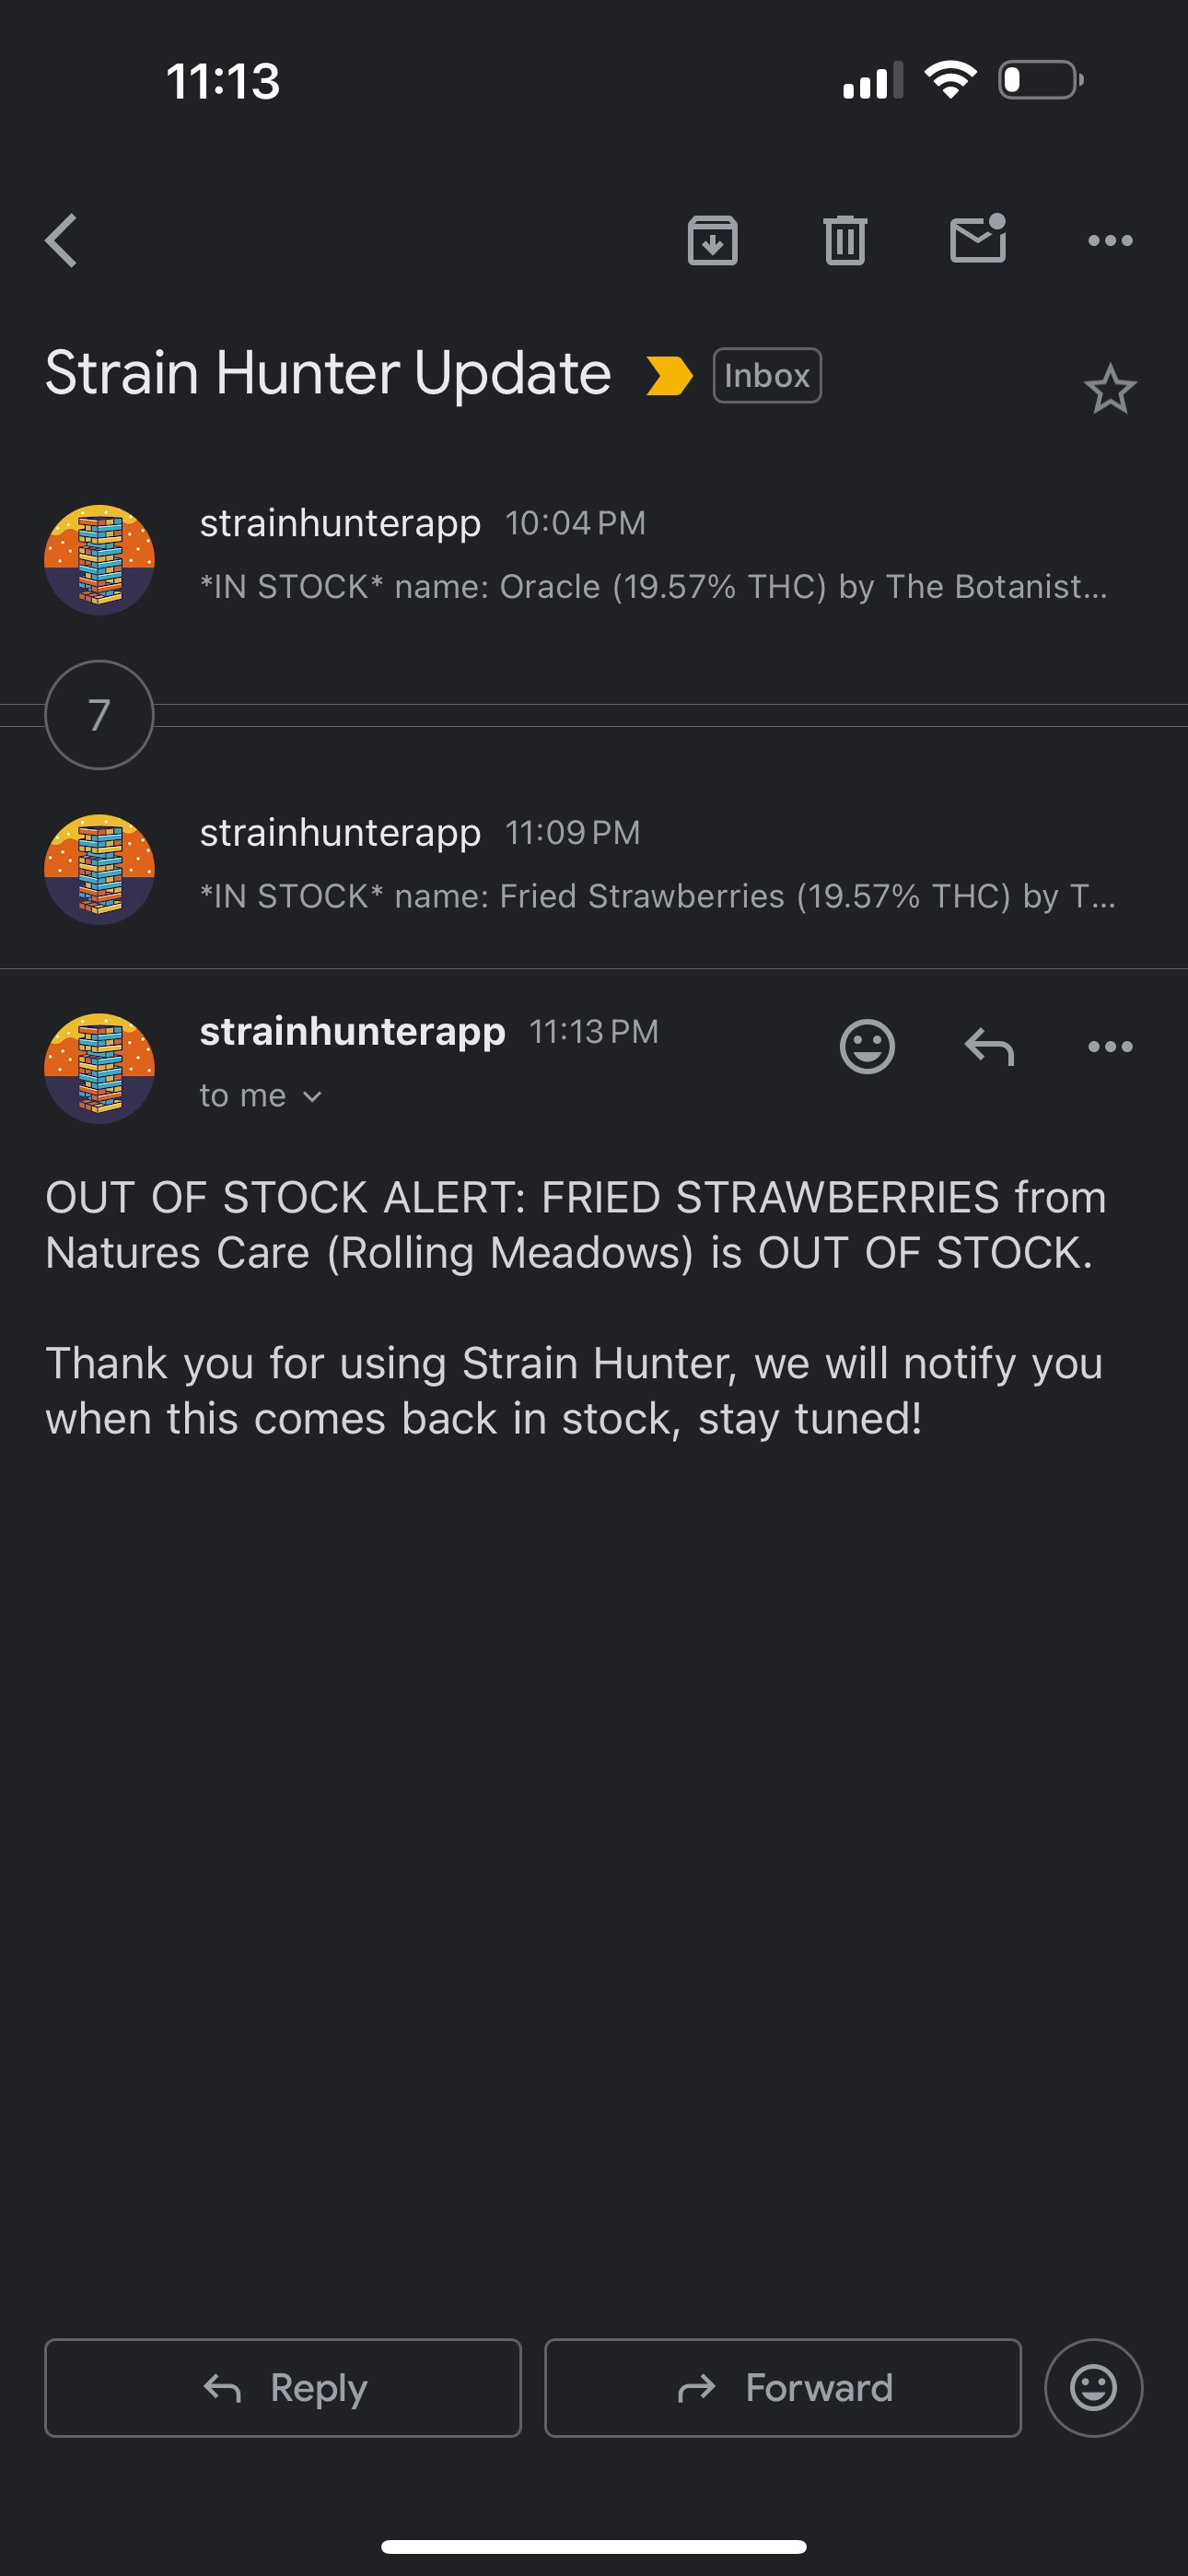 11:13
Strain Hunter Update Inbox
strainhunterapp 10:04 PM
*IN STOCK* name: Oracle (19.57% THC) by The Botanist...
7
strainhunterapp 11:09 PM
*IN STOCK* name: Fried Strawberries (19.57% THC) by T...
strainhunterapp 11:13 PM
to me
OUT OF STOCK ALERT: FRIED STRAWBERRIES from
Natures Care (Rolling Meadows) is OUT OF STOCK.
Thank you for using Strain Hunter, we will notify you
when this comes back in stock, stay tuned!
Reply Forward